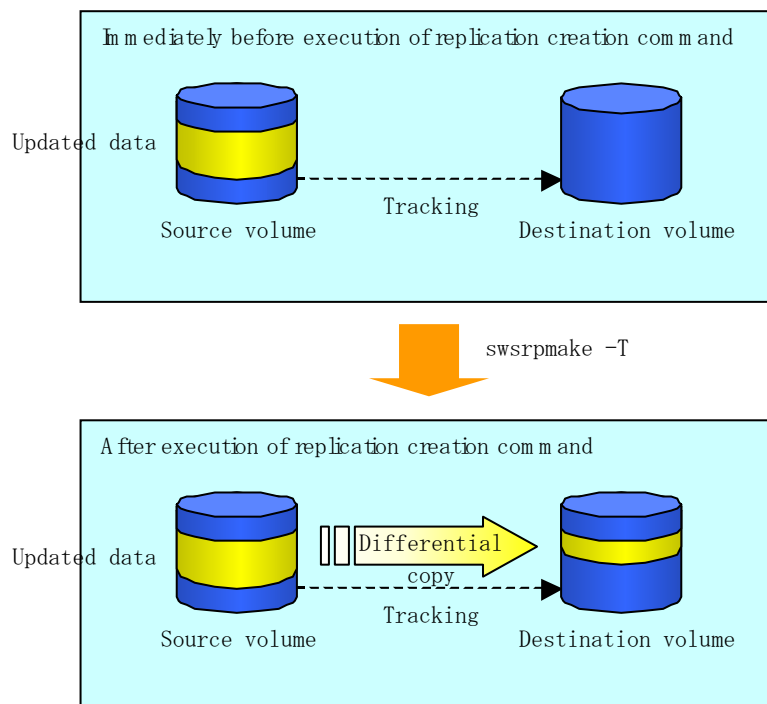 Immediately before execution of replication creation command
Updated data
Tracking
Source volume
Destination volume
swsrpmake -T
After execution of replication creation command
Differential
copy
Updated data
Tracking
Source volume
Destination volume